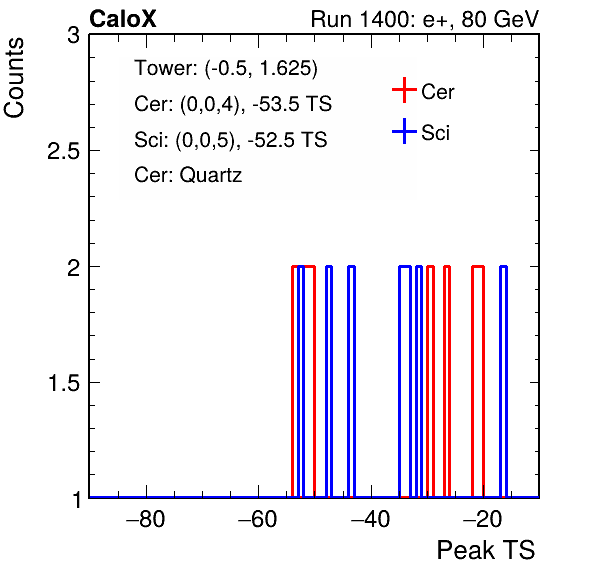 CaloX Run 1400: e+, 80 GeV
Counts
3
2.5
2
1.5
1
Tower: (-0.5, 1.625)
Cer: (0,0,4), -53.5 TS
Sci: (0,0,5), -52.5 TS
Cer: Quartz
Cer
Sci
−80 −60 −40 −20
Peak TS